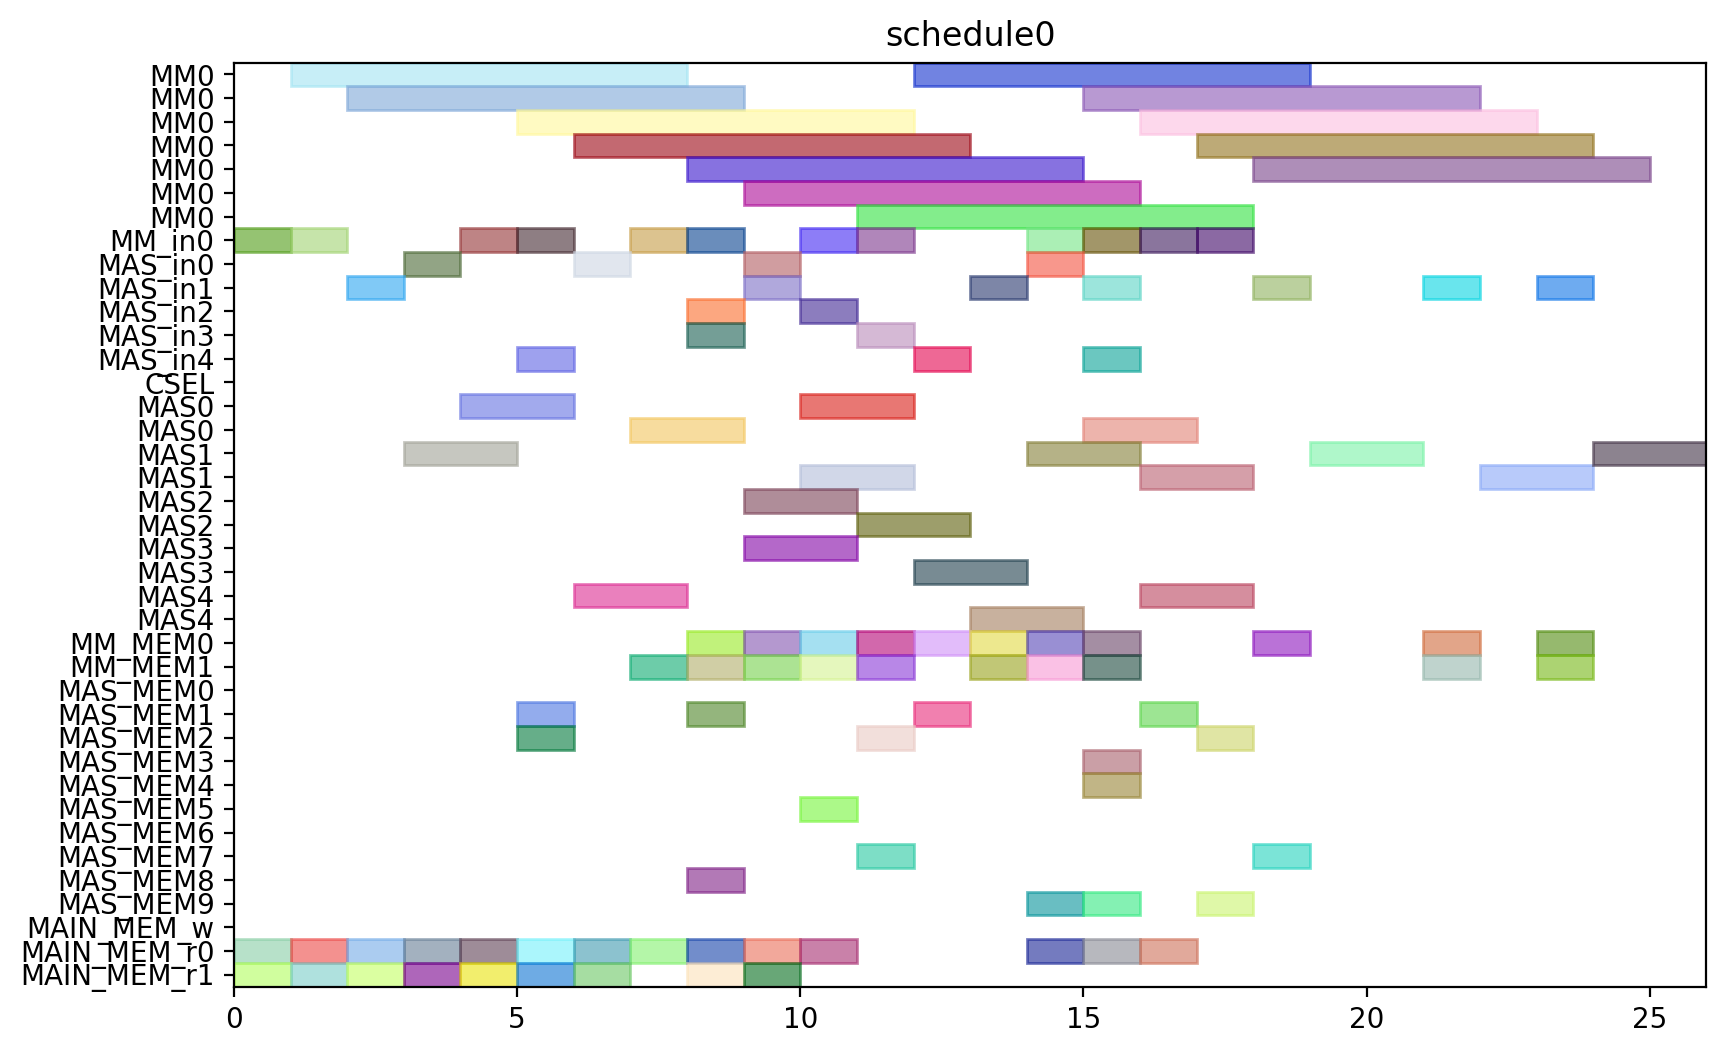 schedule0
MM0
MM0
MM0
MM0
MM0
MM0
MM0
MM_in0
MAS_in0
MAS_in1
MAS_in2
MAS_in3
MAS_in4
CSEL
MAS0
MAS0
MAS1
MAS1
MAS2
MAS2
MAS3
MAS3
MAS4
MAS4
MM_MEM0
MM_MEM1
MAS_MEM0
MAS_MEM1
MAS_MEM2
MAS_MEM3
MAS_MEM4
MAS_MEM5
MAS_MEM6
MAS_MEM7
MAS_MEM8
MAS_MEM9
MAIN_MEM_w
MAIN_MEM_r0
MAIN_MEM_r1
0 5 10 15 20 25